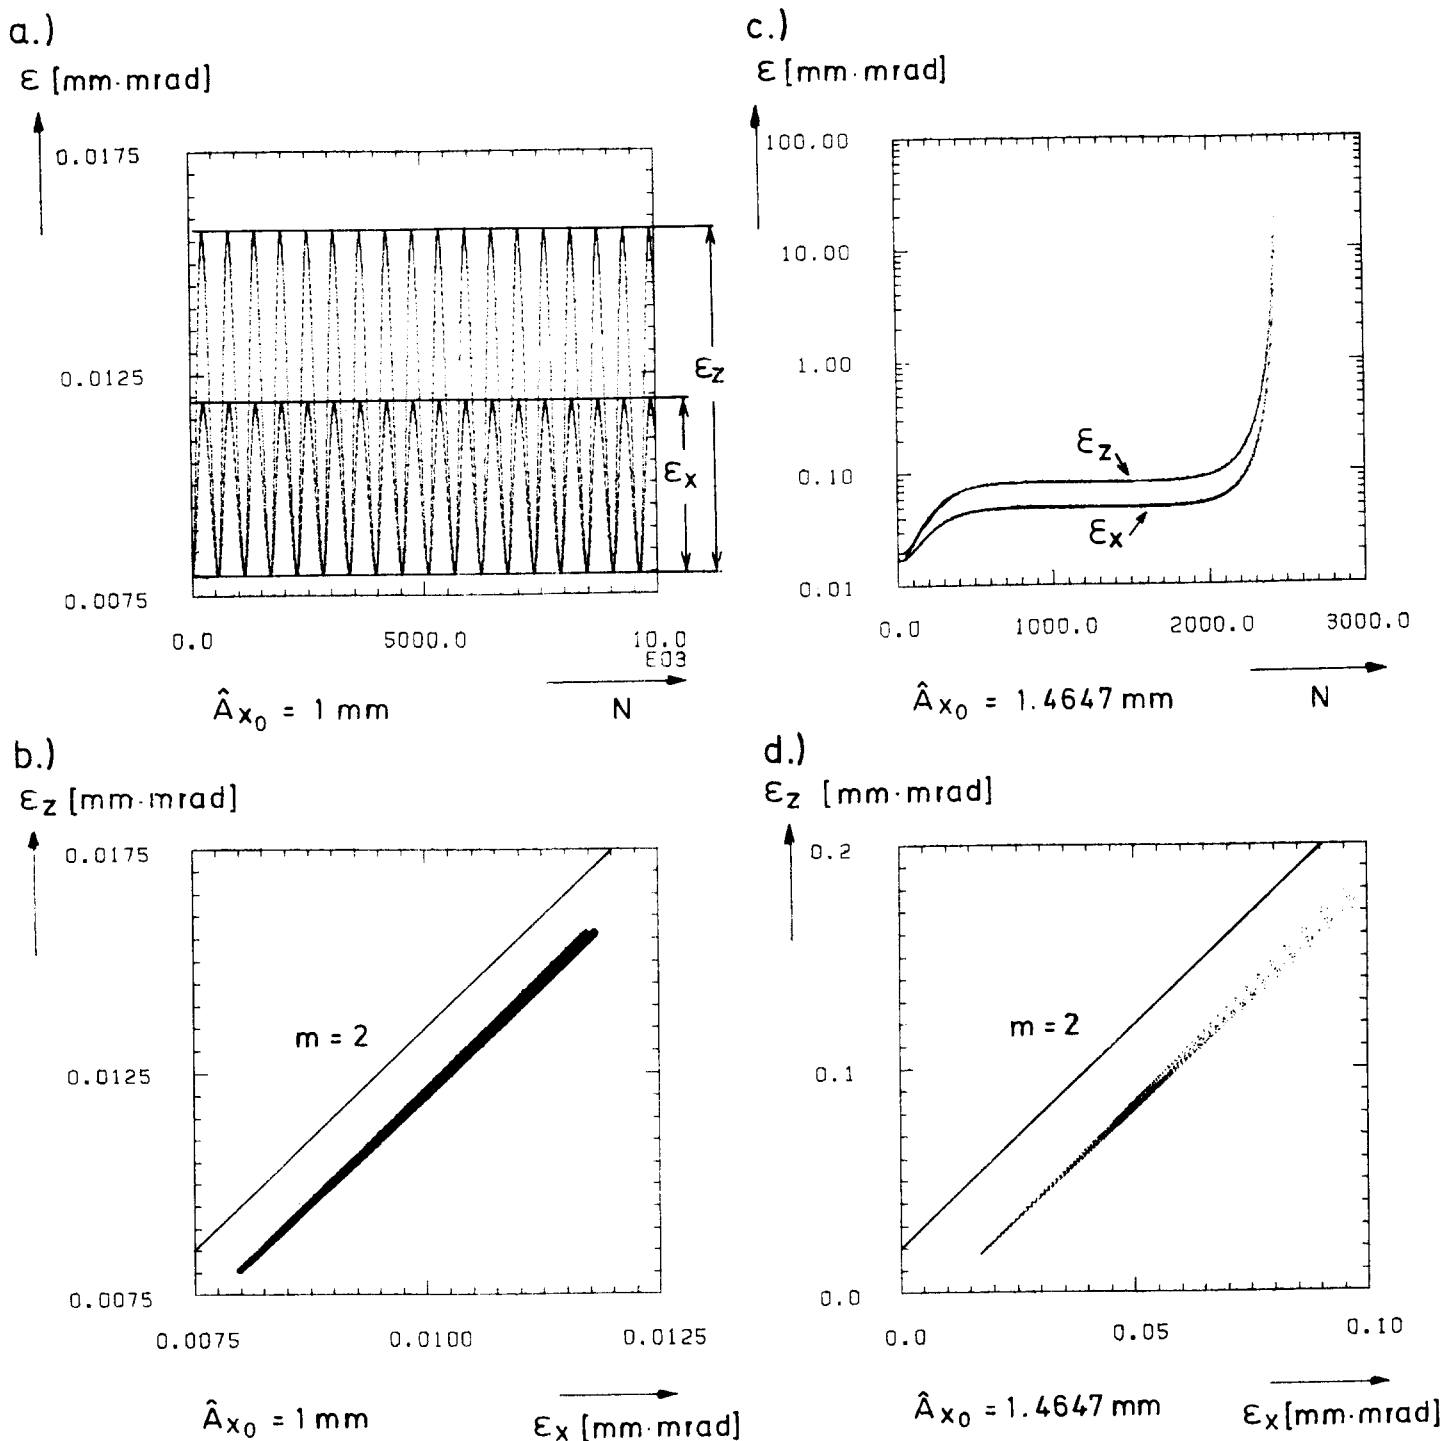 a.)
ε [mm·mrad]
0.0175
0.0125
0.0075
0.0
5000.0
10.0
E03
εz
εx
Âx0 = 1 mm
N
c.)
ε [mm·mrad]
100.00
10.00
1.00
0.10
0.01
0.0
1000.0
2000.0
3000.0
εz
εx
Âx0 = 1.4647 mm
N
b.)
εz [mm·mrad]
0.0175
0.0125
0.0075
0.0075
0.0100
0.0125
m = 2
Âx0 = 1 mm
εx [mm·mrad]
d.)
εz [mm·mrad]
0.2
0.1
0.0
0.0
0.05
0.10
m = 2
Âx0 = 1.4647 mm
εx [mm·mrad]